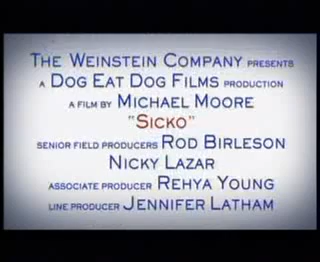 THE WEINSTEIN COMPANY PRESENTS
A DOG EAT DOG FILMS PRODUCTION
A FILM BY MICHAEL MOORE
"SICKO"
SENIOR FIELD PRODUCERS ROD BIRLESON
NICKY LAZAR
ASSOCIATE PRODUCER REHYA YOUNG
LINE PRODUCER JENNIFER LATHAM